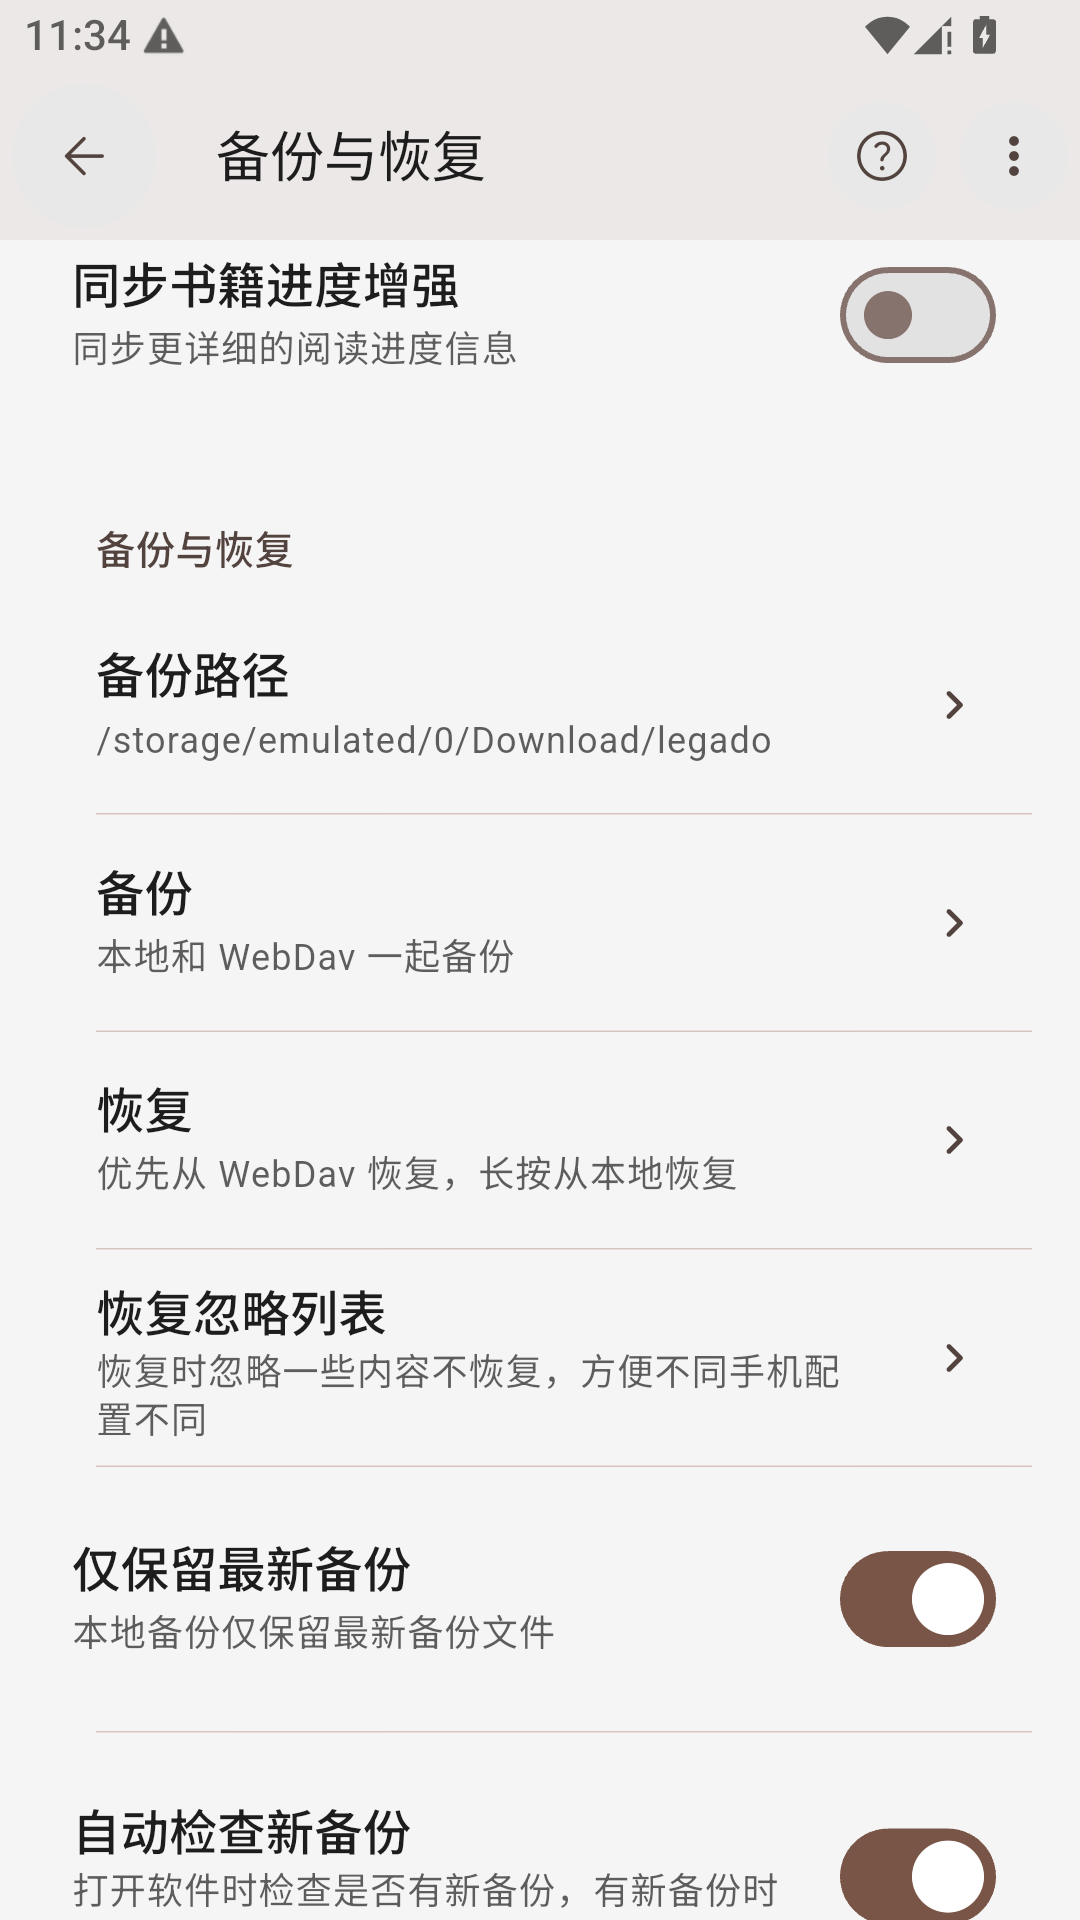 11:34
备份与恢复
同步书籍进度增强
同步更详细的阅读进度信息
备份与恢复
备份路径
/storage/emulated/0/Download/legado
备份
本地和 WebDav 一起备份
恢复
优先从 WebDav 恢复，长按从本地恢复
恢复忽略列表
恢复时忽略一些内容不恢复，方便不同手机配
置不同
仅保留最新备份
本地备份仅保留最新备份文件
自动检查新备份
打开软件时检查是否有新备份，有新备份时